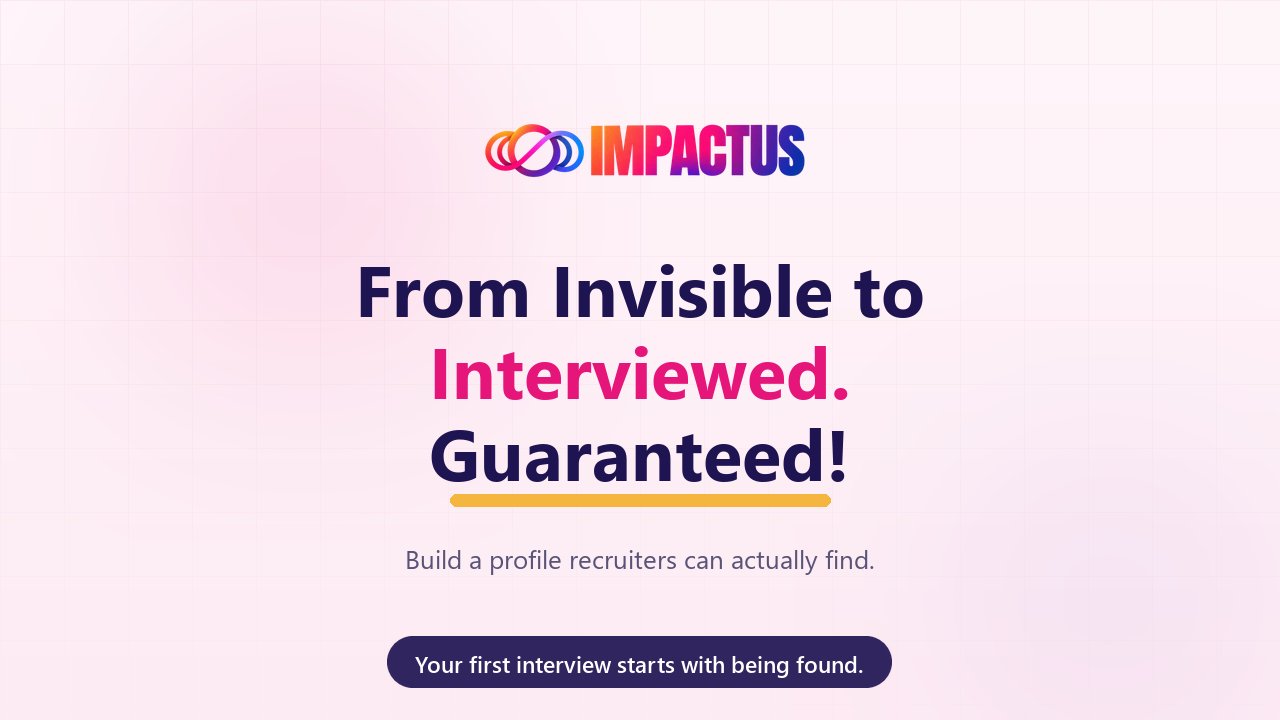 IMPACTUS
From Invisible to
Interviewed.
Guaranteed!
Build a profile recruiters can actually find.
Your first interview starts with being found.